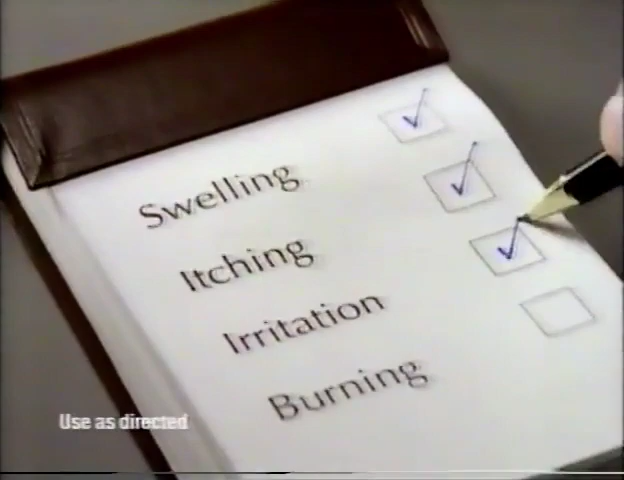 Swelling
Itching
Irritation
Burning
Use as directed